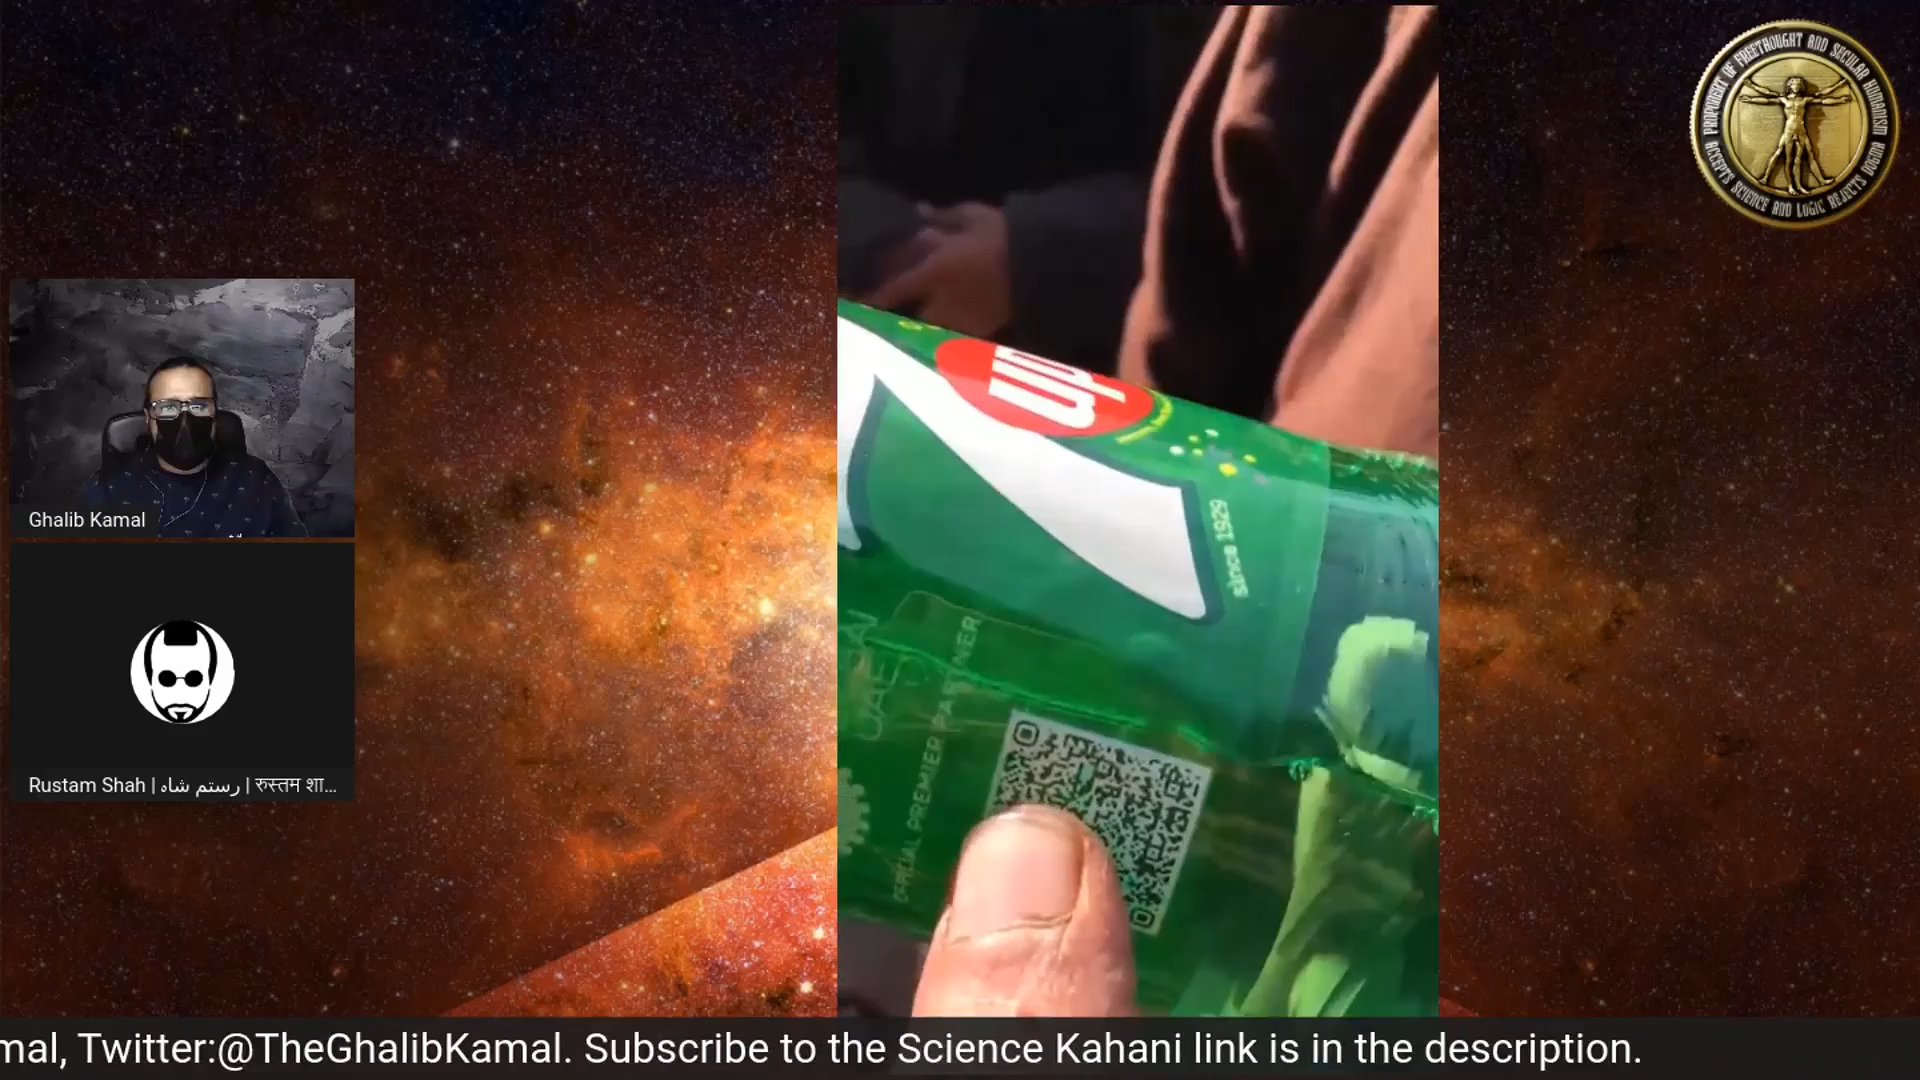 PROPONENT OF FREETHOUGHT AND SECULAR HUMANISM
ACCEPTS SCIENCE AND LOGIC REJECTS DOGMA
7
up
since 1929
OFFICIAL PREMIER PARTNER
Ghalib Kamal
Rustam Shah | رستم شاہ | रुस्तम शा...
mal, Twitter:@TheGhalibKamal. Subscribe to the Science Kahani link is in the description.